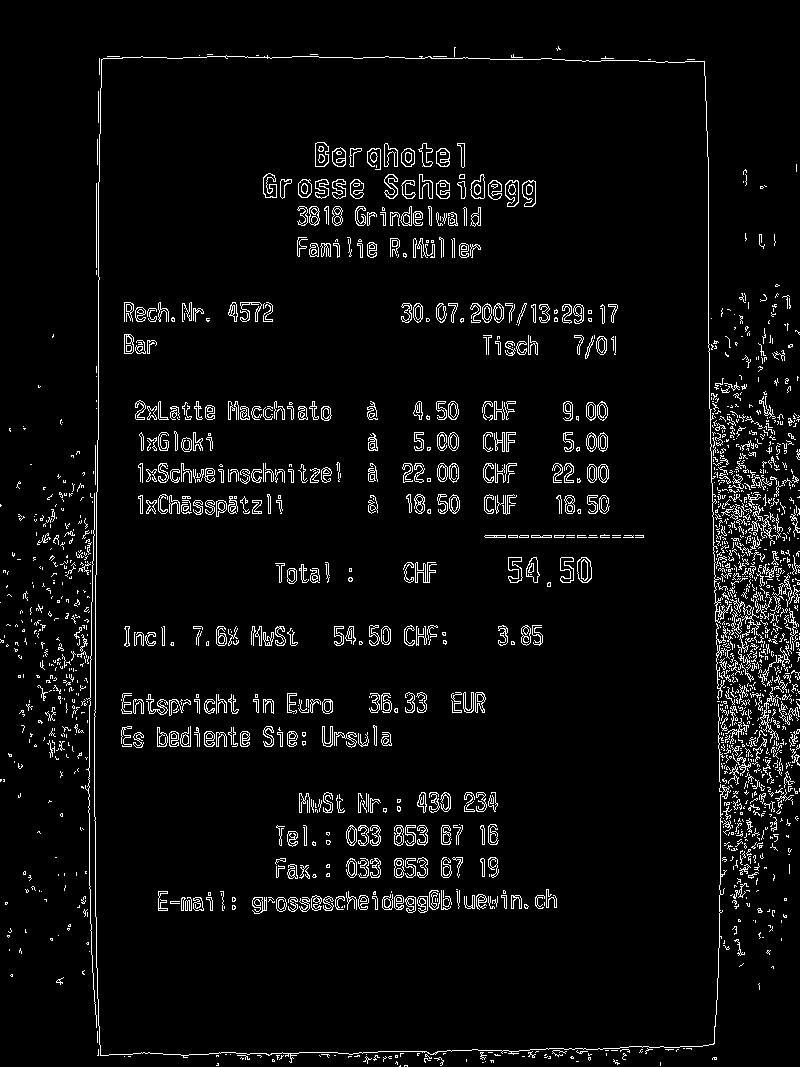 Berghotel
Grosse Scheidegg
3818 Grindelwald
Familie R.Müller
Rech.Nr. 4572 30.07.2007/13:29:17
Bar Tisch 7/01
2xLatte Macchiato à 4.50 CHF 9.00
1xGloki à 5.00 CHF 5.00
1xSchweinschnitzel à 22.00 CHF 22.00
1xChässpätzli à 18.50 CHF 18.50
Total : CHF 54.50
Incl. 7.6% MwSt 54.50 CHF: 3.85
Entspricht in Euro 36.33 EUR
Es bediente Sie: Ursula
MwSt Nr.: 430 234
Tel.: 033 853 67 16
Fax.: 033 853 67 19
E-mail: grossescheidegg@bluewin.ch